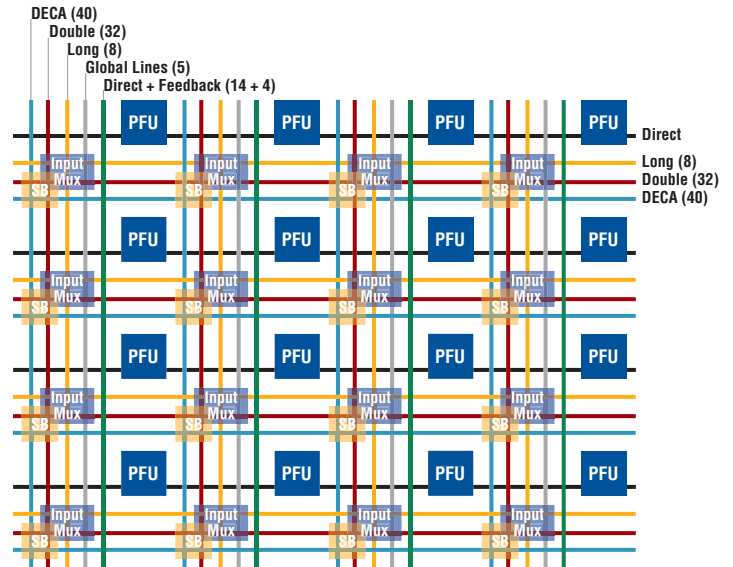 DECA (40)
Double (32)
Long (8)
Global Lines (5)
Direct + Feedback (14 + 4)
PFU PFU PFU PFU
Direct
Input Input Input Input
Long (8)
Mux Mux Mux Mux
Double (32)
SB SB SB SB
DECA (40)
PFU PFU PFU PFU
Input Input Input Input
Mux Mux Mux Mux
SB SB SB SB
PFU PFU PFU PFU
Input Input Input Input
Mux Mux Mux Mux
SB SB SB SB
PFU PFU PFU PFU
Input Input Input Input
Mux Mux Mux Mux
SB SB SB SB